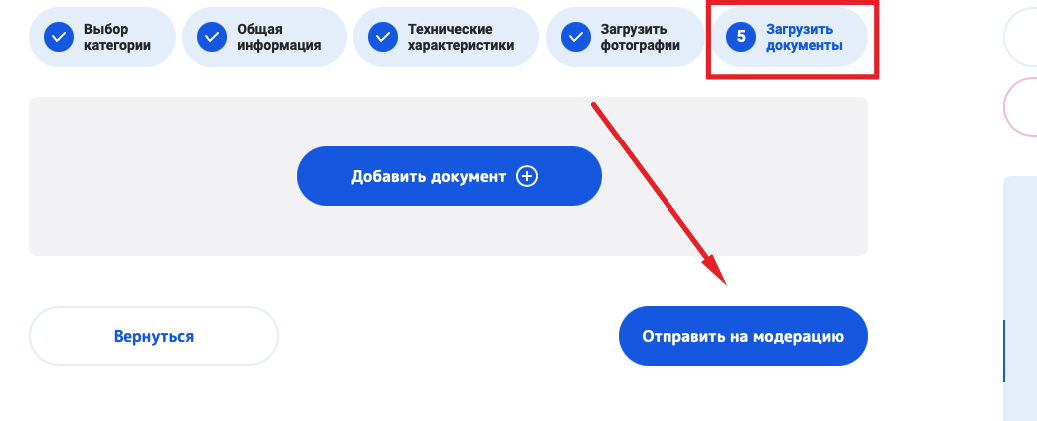 Выбор
категории
Общая
информация
Технические
характеристики
Загрузить
фотографии
5
Загрузить
документы
Добавить документ
Вернуться
Отправить на модерацию